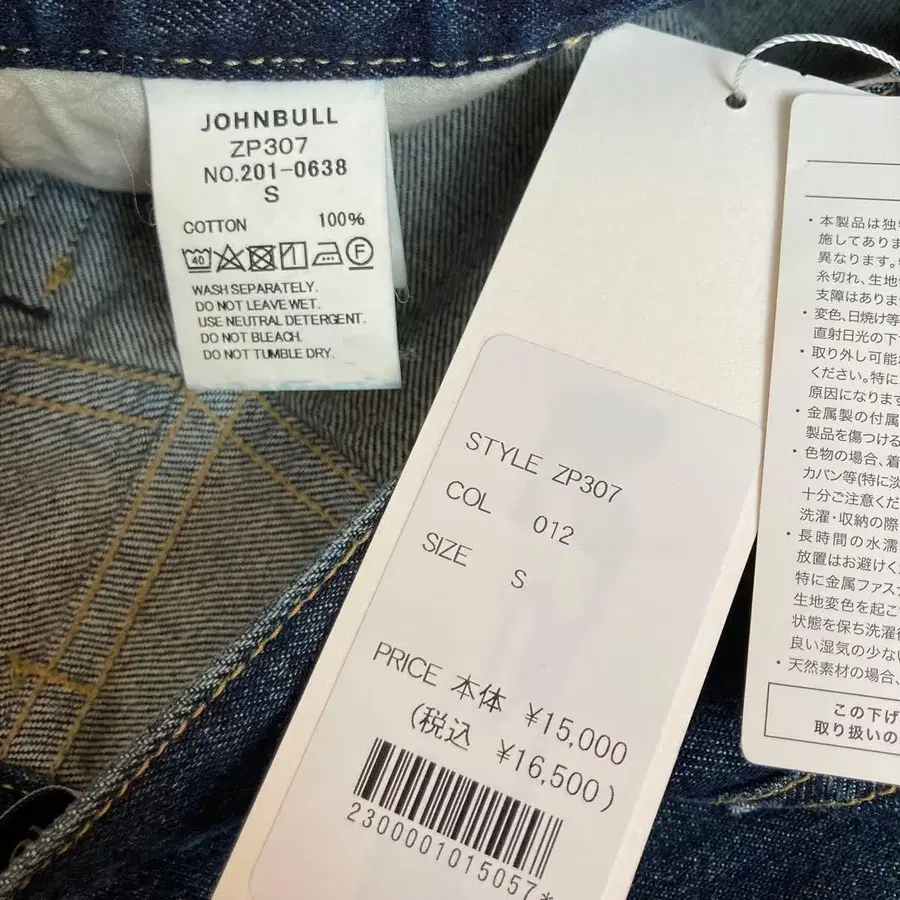 JOHNBULL
ZP307
NO.201-0638
S
COTTON 100%
40 F
WASH SEPARATELY.
DO NOT LEAVE WET.
USE NEUTRAL DETERGENT.
DO NOT BLEACH.
DO NOT TUMBLE DRY.
STYLE ZP307
COL 012
SIZE S
PRICE 本体 ¥15,000
(税込 ¥16,500)
2300001015057*
・本製品は独
施してありま
異なります。
糸切れ、生地
支障はありま
・変色、日焼け等
直射日光の下
・取り外し可能
ください。特に
原因になります
・金属製の付属
製品を傷つける
・色物の場合、着
カバン等(特に淡
十分ご注意くだ
洗濯・収納の際
・長時間の水濡
放置はお避けく
特に金属ファス
生地変色を起こ
状態を保ち洗濯
良い湿気の少な
・天然素材の場合、
この下げ
取り扱いの